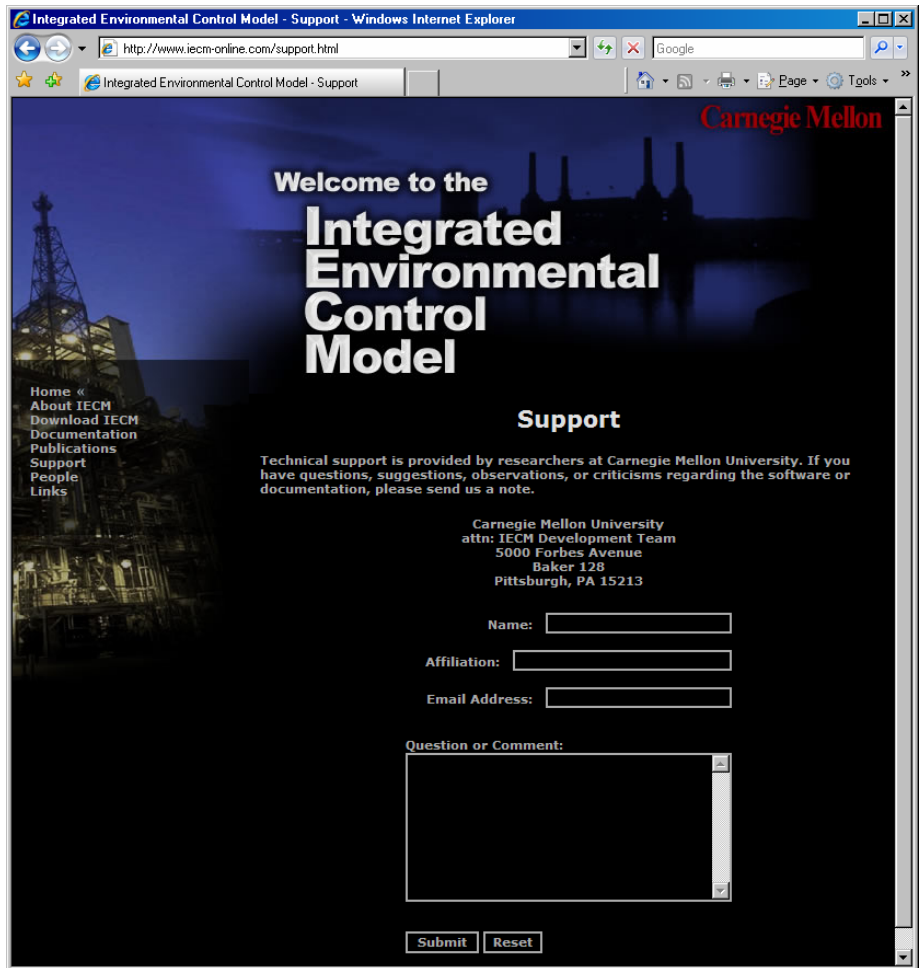 Integrated Environmental Control Model - Support - Windows Internet Explorer
http://www.iecm-online.com/support.html
Google
Integrated Environmental Control Model - Support
Page
Tools
»
Carnegie Mellon
Welcome to the
Integrated
Environmental
Control
Model
Home «
About IECM
Download IECM
Documentation
Publications
Support
People
Links
Support
Technical support is provided by researchers at Carnegie Mellon University. If you
have questions, suggestions, observations, or criticisms regarding the software or
documentation, please send us a note.
Carnegie Mellon University
attn: IECM Development Team
5000 Forbes Avenue
Baker 128
Pittsburgh, PA 15213
Name:
Affiliation:
Email Address:
Question or Comment:
Submit Reset